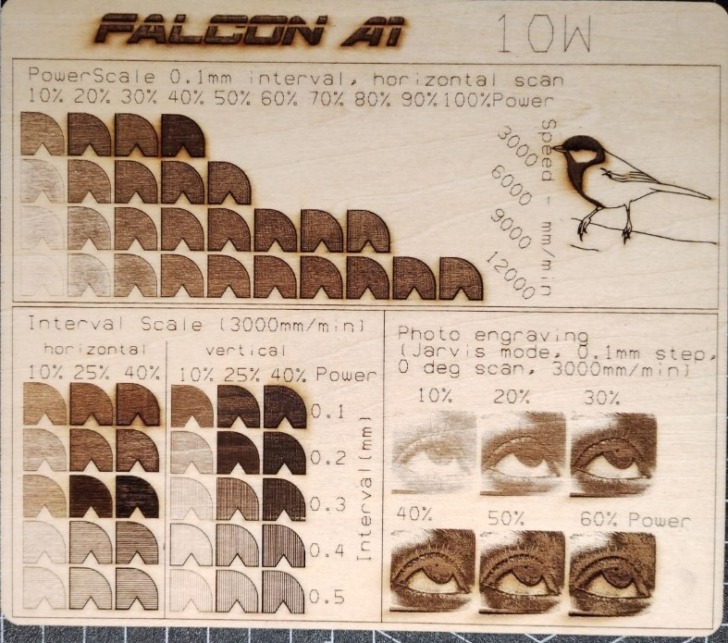 FALCON A1
10W
PowerScale 0.1mm interval, horizontal scan
10% 20% 30% 40% 50% 60% 70% 80% 90% 100%Power
3000
6000
9000
12000
Speed - mm/min
Interval Scale (3000mm/min)
horizontal vertical
10% 25% 40% 10% 25% 40% Power
0.1
0.2
0.3
0.4
0.5
Interval(mm)
Photo engraving
(Jarvis mode, 0.1mm step,
0 deg scan, 3000mm/min)
10% 20% 30%
40% 50% 60% Power